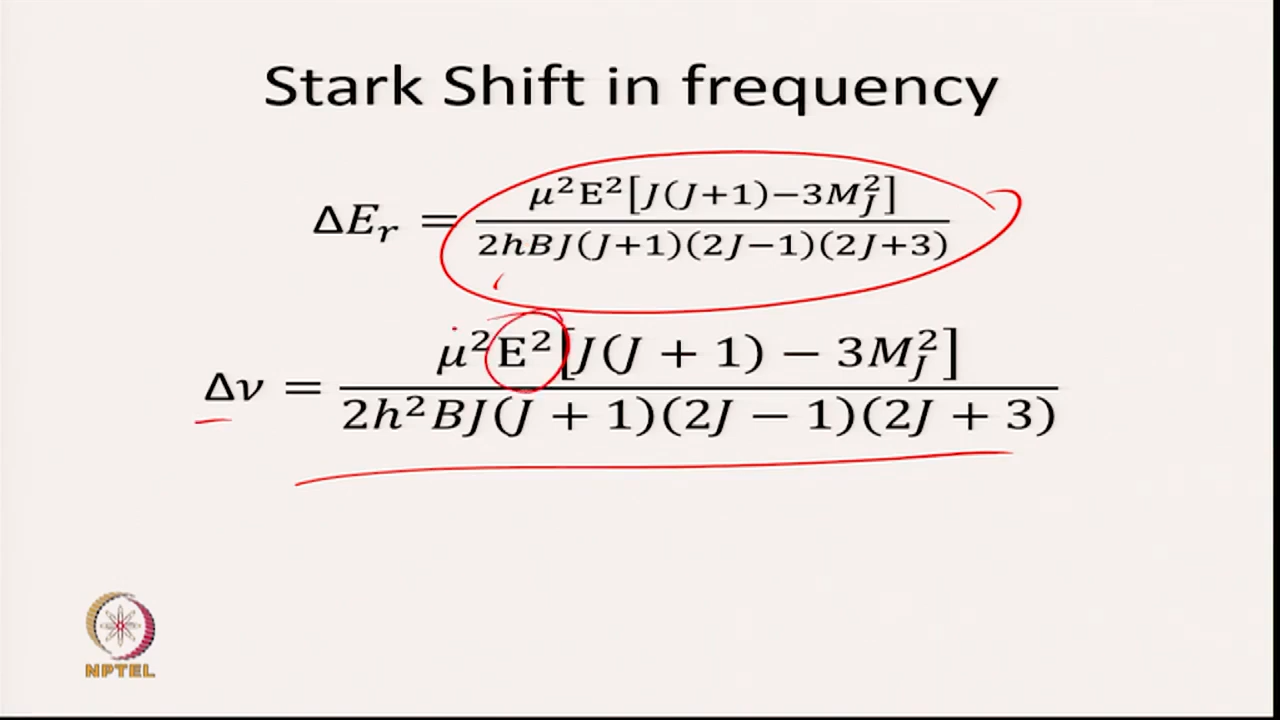 Stark Shift in frequency
ΔE_r = μ²E²[J(J+1)−3M_J²] / 2hBJ(J+1)(2J−1)(2J+3)
Δν = μ²E²[J(J + 1) − 3M_J²] / 2h²BJ(J + 1)(2J − 1)(2J + 3)
NPTEL